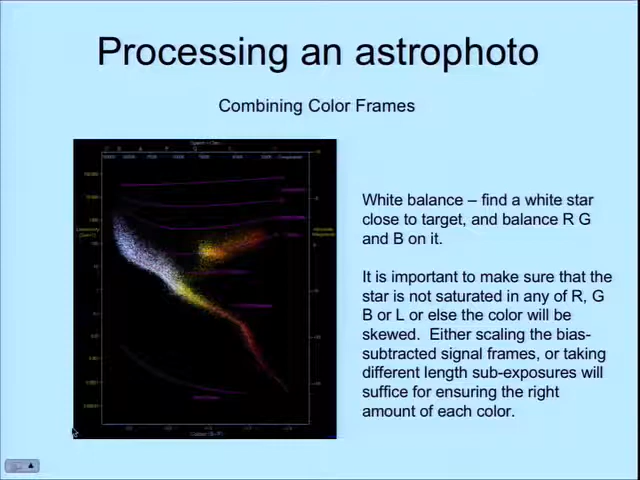 Processing an astrophoto
Combining Color Frames
White balance – find a white star
close to target, and balance R G
and B on it.
It is important to make sure that the
star is not saturated in any of R, G
B or L or else the color will be
skewed.  Either scaling the bias-
subtracted signal frames, or taking
different length sub-exposures will
suffice for ensuring the right
amount of each color.